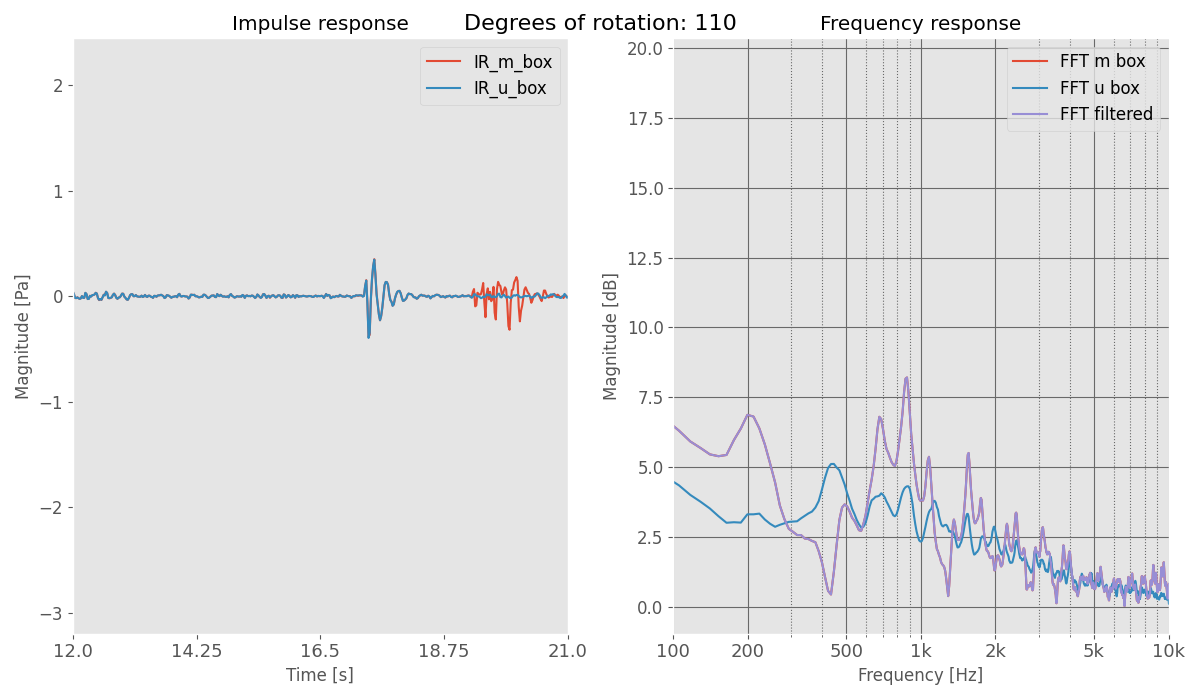 Degrees of rotation: 110
Impulse response
IR_m_box
IR_u_box
2
1
0
−1
−2
−3
Magnitude [Pa]
12.0 14.25 16.5 18.75 21.0
Time [s]
Frequency response
FFT m box
FFT u box
FFT filtered
20.0
17.5
15.0
12.5
10.0
7.5
5.0
2.5
0.0
Magnitude [dB]
100 200 500 1k 2k 5k 10k
Frequency [Hz]